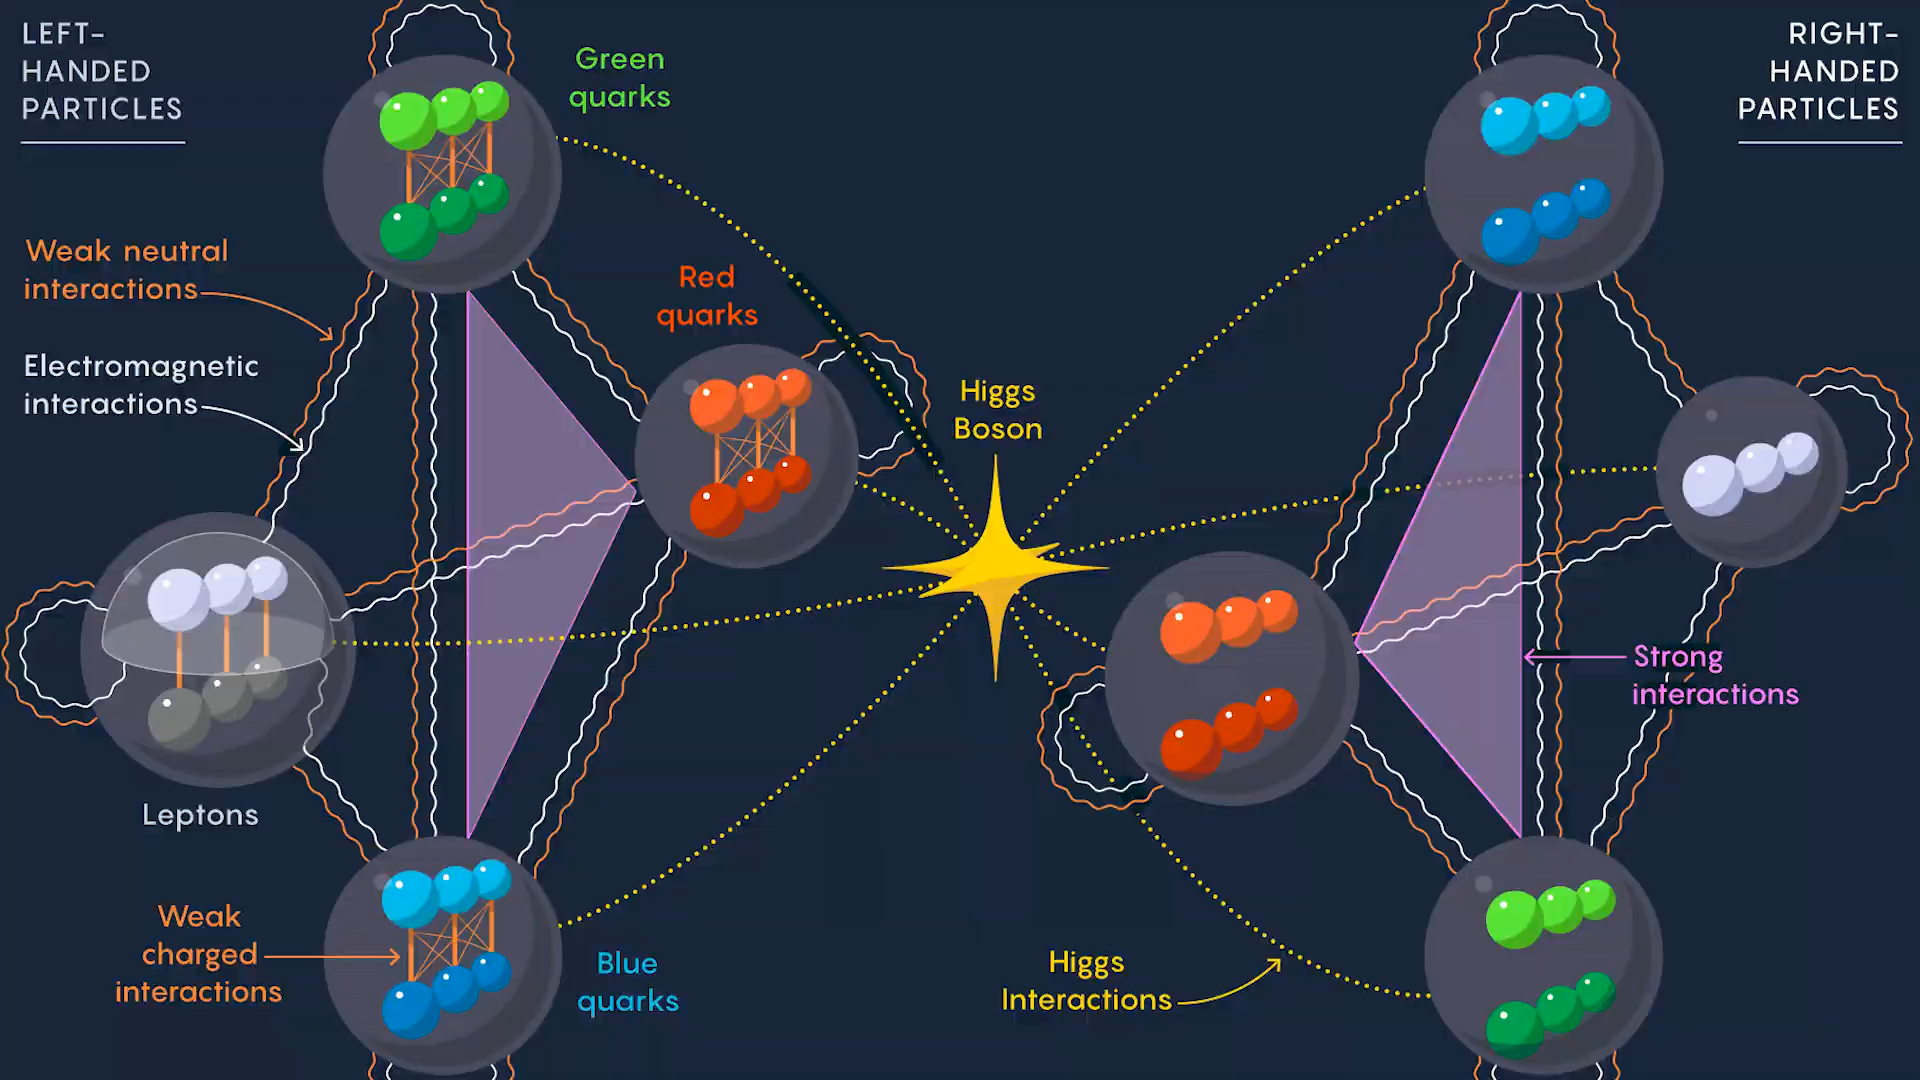 LEFT-
HANDED
PARTICLES
Green
quarks
RIGHT-
HANDED
PARTICLES
Weak neutral
interactions
Red
quarks
Electromagnetic
interactions
Higgs
Boson
Strong
interactions
Leptons
Weak
charged
interactions
Blue
quarks
Higgs
Interactions